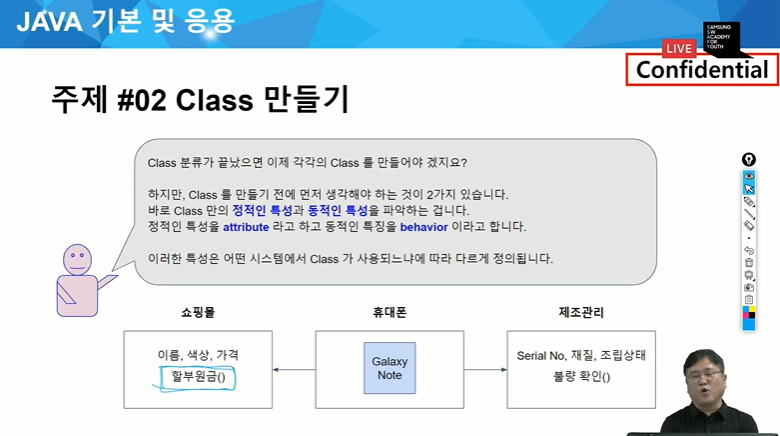 JAVA 기본 및 응용
LIVE
SAMSUNG
SW
ACADEMY
FOR
YOUTH
Confidential
주제 #02 Class 만들기
Class 분류가 끝났으면 이제 각각의 Class 를 만들어야 겠지요?
하지만, Class 를 만들기 전에 먼저 생각해야 하는 것이 2가지 있습니다.
바로 Class 만의 정적인 특성과 동적인 특성을 파악하는 겁니다.
정적인 특성을 attribute 라고 하고 동적인 특징을 behavior 이라고 합니다.
이러한 특성은 어떤 시스템에서 Class 가 사용되느냐에 따라 다르게 정의됩니다.
쇼핑몰
휴대폰
제조관리
이름, 색상, 가격
할부원금()
Galaxy
Note
Serial No, 재질, 조립상태
불량 확인()